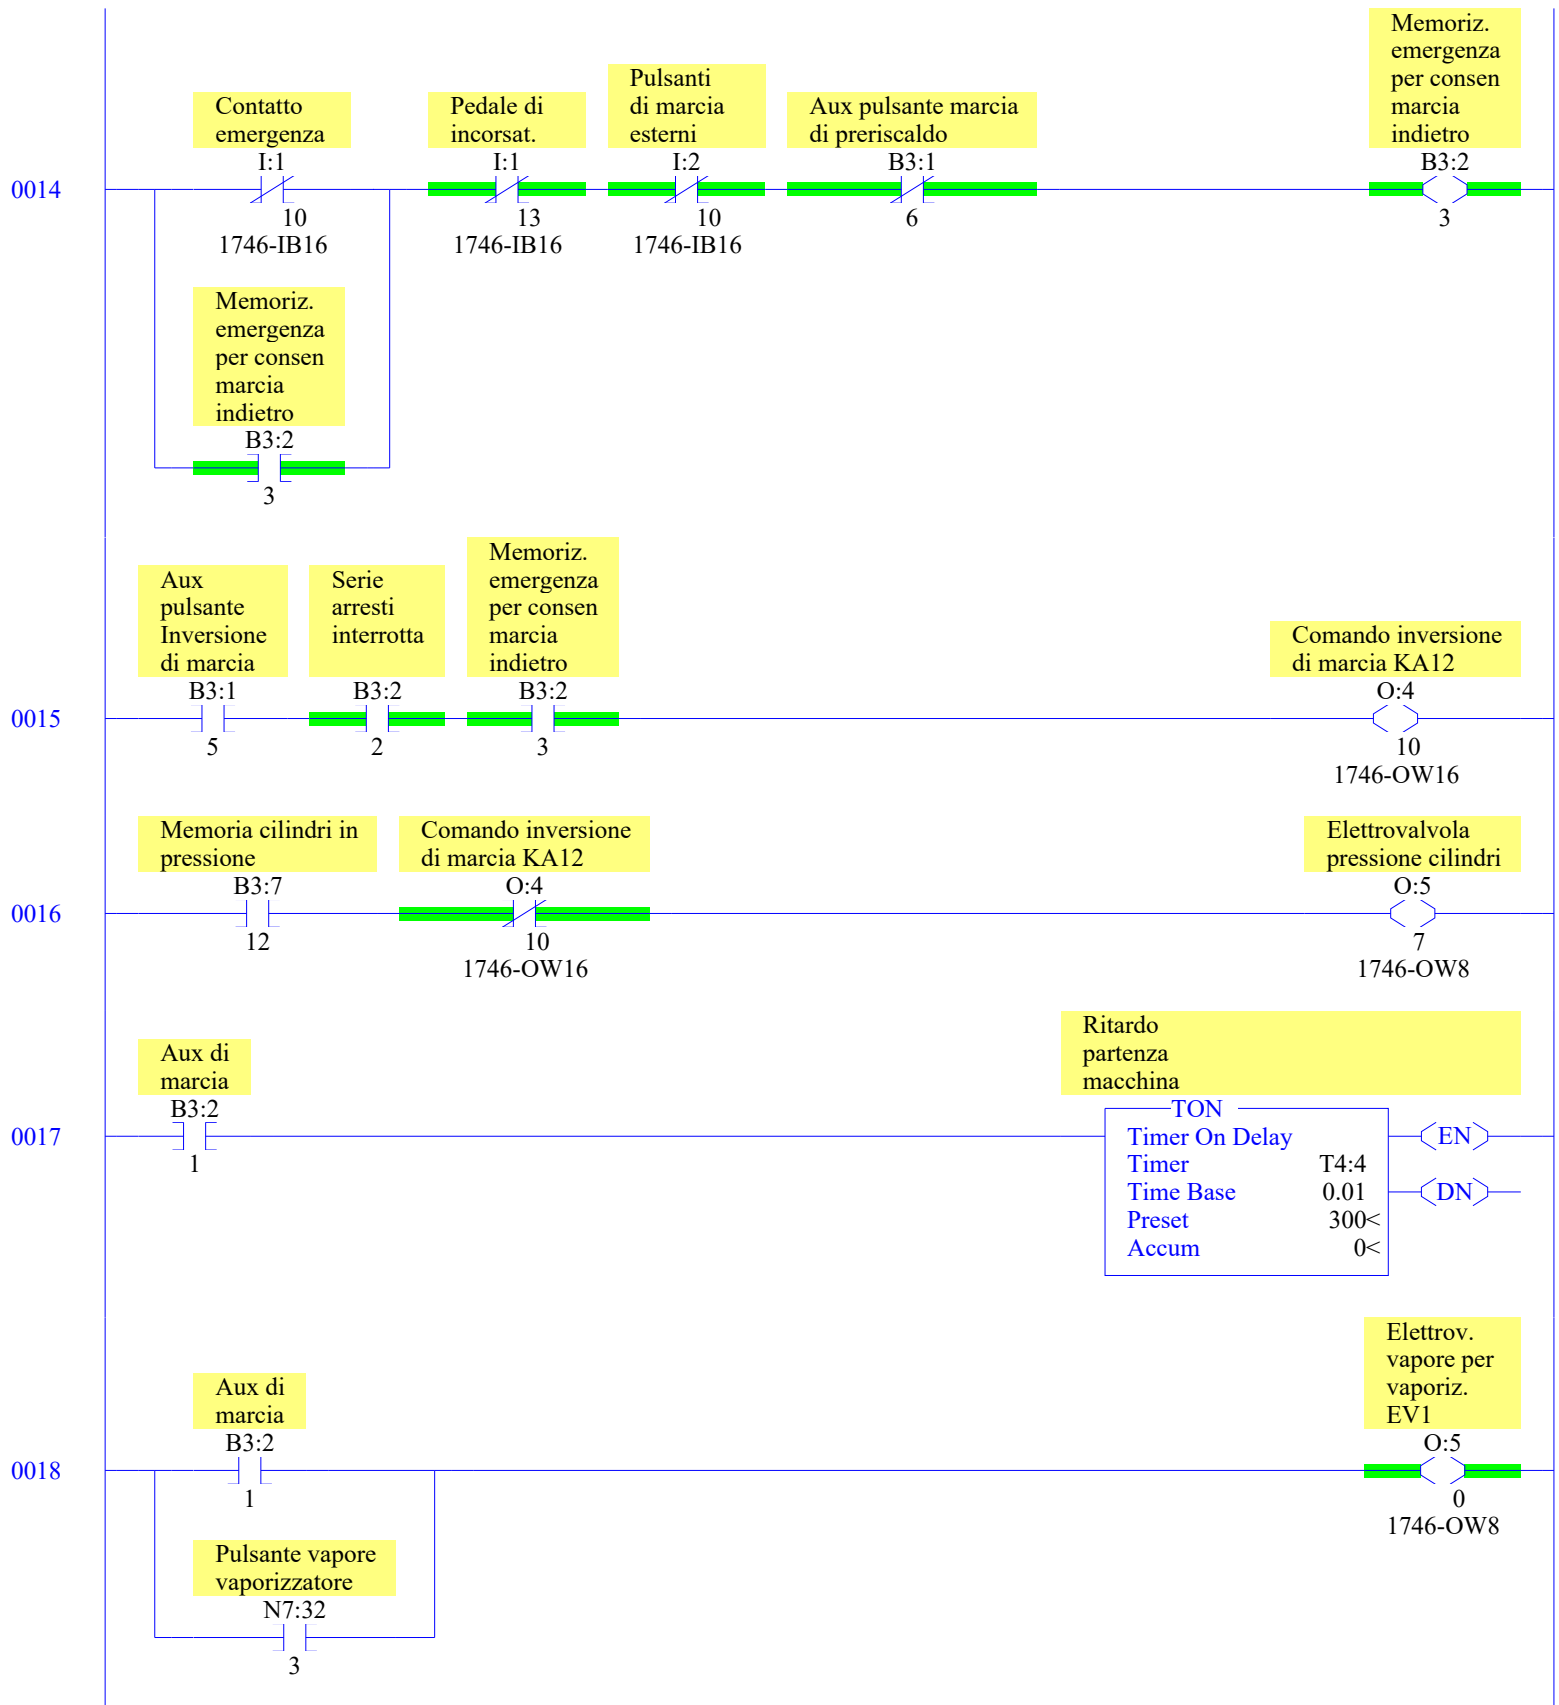 Memoriz.
emergenza
per consen
marcia
indietro
Contatto
emergenza
Pedale di
incorsat.
Pulsanti
di marcia
esterni
Aux pulsante marcia
di preriscaldo
0014
I:1
10
1746-IB16
I:1
13
1746-IB16
I:2
10
1746-IB16
B3:1
6
B3:2
3
Memoriz.
emergenza
per consen
marcia
indietro
B3:2
3
0015
Aux
pulsante
Inversione
di marcia
B3:1
5
Serie
arresti
interrotta
B3:2
2
Memoriz.
emergenza
per consen
marcia
indietro
B3:2
3
Comando inversione
di marcia KA12
O:4
10
1746-OW16
0016
Memoria cilindri in
pressione
B3:7
12
Comando inversione
di marcia KA12
O:4
10
1746-OW16
Elettrovalvola
pressione cilindri
O:5
7
1746-OW8
0017
Aux di
marcia
B3:2
1
Ritardo
partenza
macchina
TON
Timer On Delay
Timer T4:4
Time Base 0.01
Preset 300<
Accum 0<
EN
DN
0018
Aux di
marcia
B3:2
1
Elettrov.
vapore per
vaporiz.
EV1
O:5
0
1746-OW8
Pulsante vapore
vaporizzatore
N7:32
3